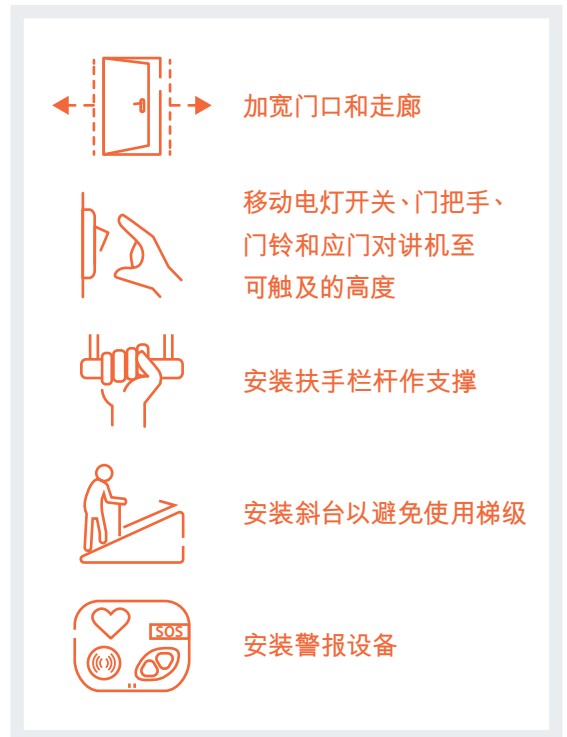 加宽门口和走廊
移动电灯开关、门把手、
门铃和应门对讲机至
可触及的高度
安装扶手栏杆作支撑
安装斜台以避免使用梯级
SOS
安装警报设备